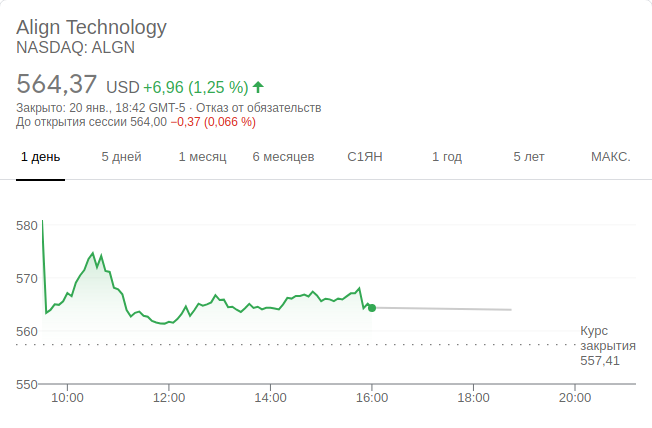 Align Technology
NASDAQ: ALGN
564,37 USD +6,96 (1,25 %)
Закрыто: 20 янв., 18:42 GMT-5 · Отказ от обязательств
До открытия сессии 564,00 −0,37 (0,066 %)
1 день 5 дней 1 месяц 6 месяцев С1ЯН 1 год 5 лет МАКС.
580
570
560
Курс
закрытия
557,41
550
10:00 12:00 14:00 16:00 18:00 20:00